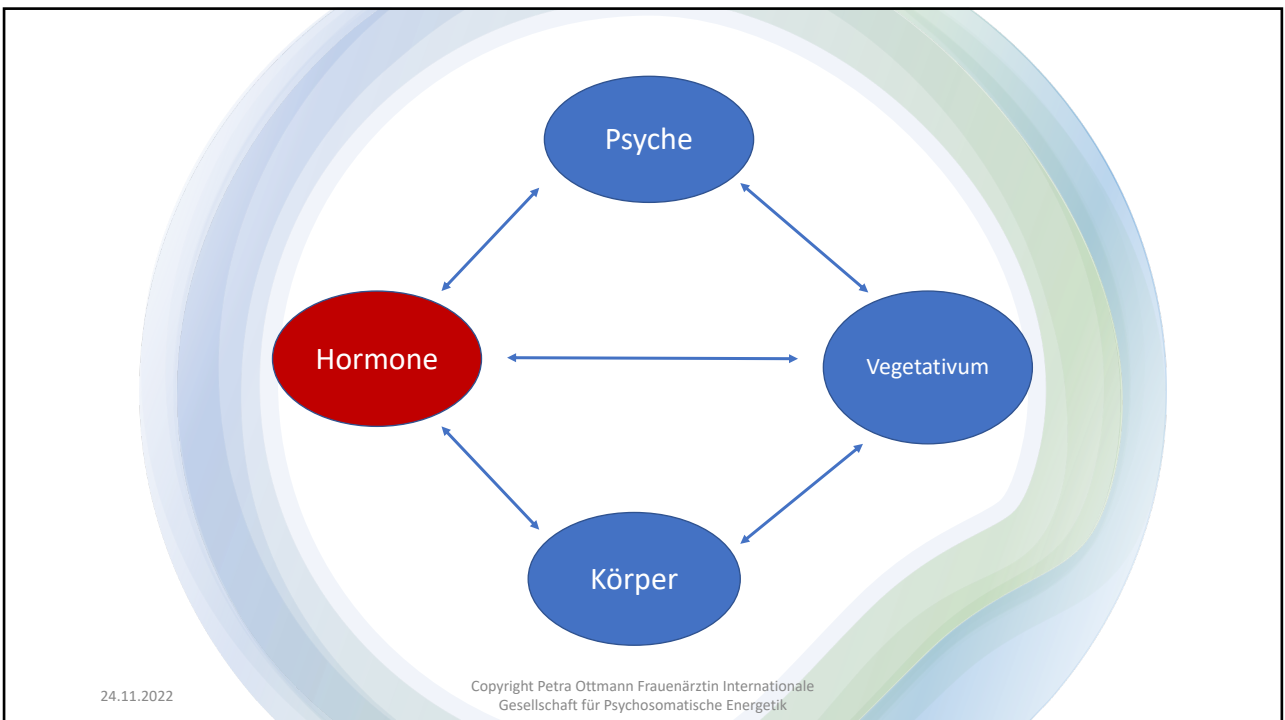 Psyche
Hormone
Vegetativum
Körper
24.11.2022
Copyright Petra Ottmann Frauenärztin Internationale
Gesellschaft für Psychosomatische Energetik